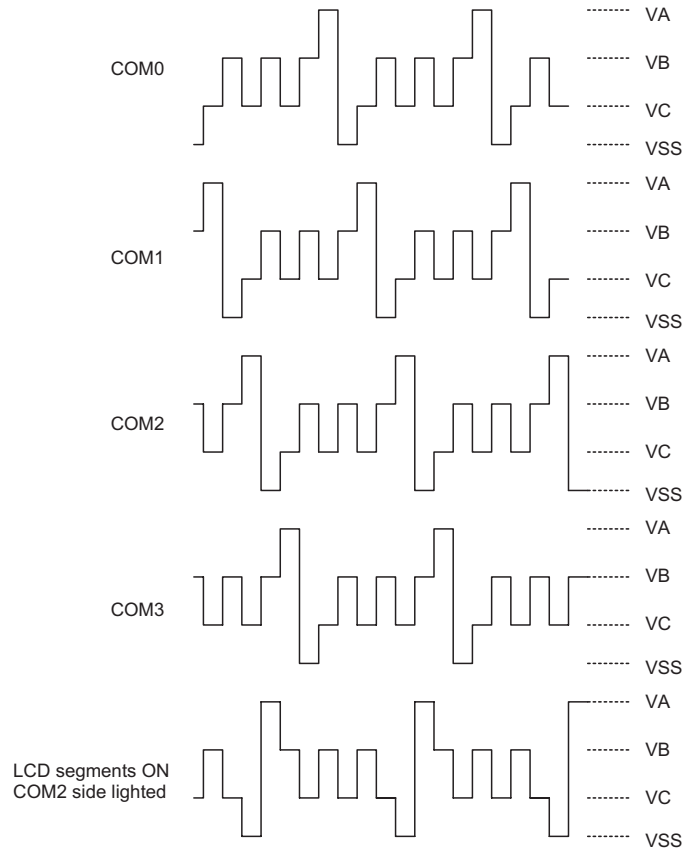 VA
COM0
VB
VC
VSS
VA
VB
COM1
VC
VSS
VA
VB
COM2
VC
VSS
VA
VB
COM3
VC
VSS
VA
VB
LCD segments ON
COM2 side lighted
VC
VSS